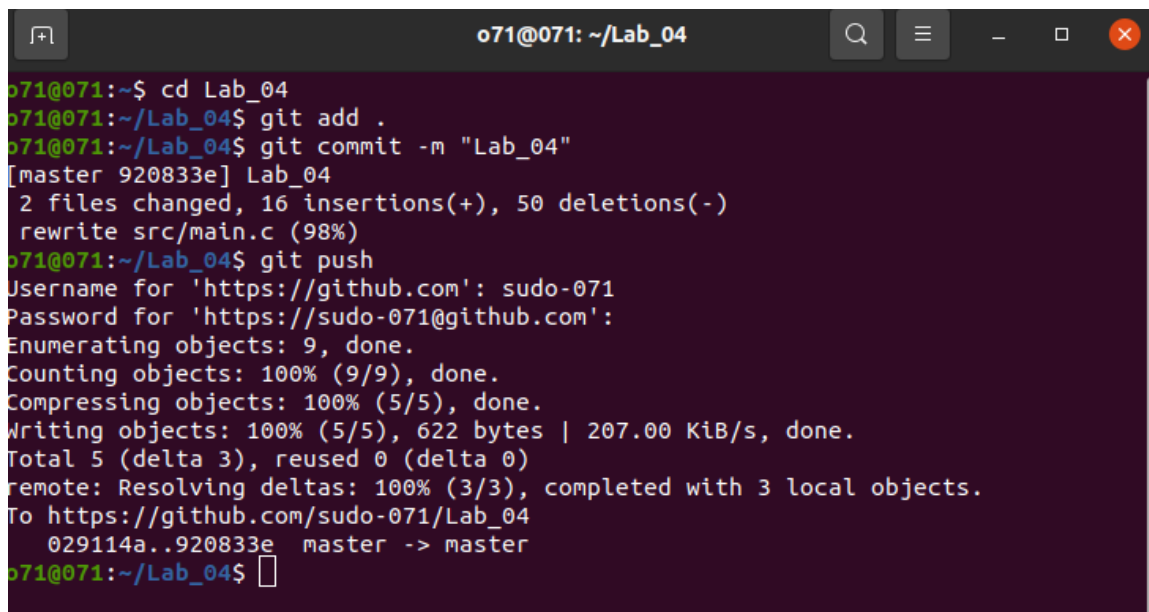 o71@071: ~/Lab_04
o71@071:~$ cd Lab_04
o71@071:~/Lab_04$ git add .
o71@071:~/Lab_04$ git commit -m "Lab_04"
[master 920833e] Lab_04
 2 files changed, 16 insertions(+), 50 deletions(-)
 rewrite src/main.c (98%)
o71@071:~/Lab_04$ git push
Username for 'https://github.com': sudo-071
Password for 'https://sudo-071@github.com':
Enumerating objects: 9, done.
Counting objects: 100% (9/9), done.
Compressing objects: 100% (5/5), done.
Writing objects: 100% (5/5), 622 bytes | 207.00 KiB/s, done.
Total 5 (delta 3), reused 0 (delta 0)
remote: Resolving deltas: 100% (3/3), completed with 3 local objects.
To https://github.com/sudo-071/Lab_04
   029114a..920833e  master -> master
o71@071:~/Lab_04$